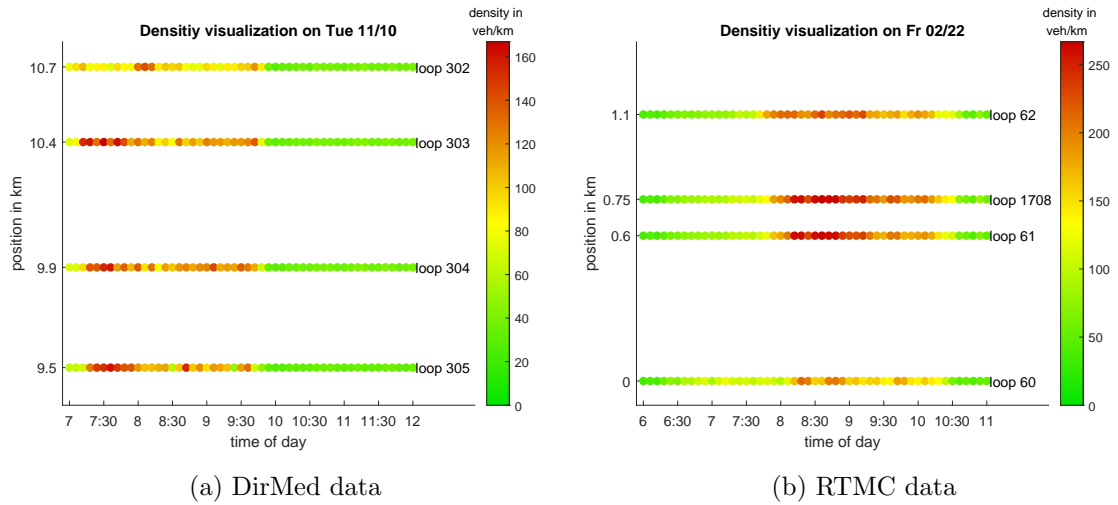 density in
veh/km
Densitiy visualization on Tue 11/10
160
140
120
100
80
60
40
20
0
10.7
10.4
9.9
9.5
position in km
loop 302
loop 303
loop 304
loop 305
7 7:30 8 8:30 9 9:30 10 10:30 11 11:30 12
time of day
(a) DirMed data
density in
veh/km
Densitiy visualization on Fr 02/22
250
200
150
100
50
0
1.1
0.75
0.6
0
position in km
loop 62
loop 1708
loop 61
loop 60
6 6:30 7 7:30 8 8:30 9 9:30 10 10:30 11
time of day
(b) RTMC data